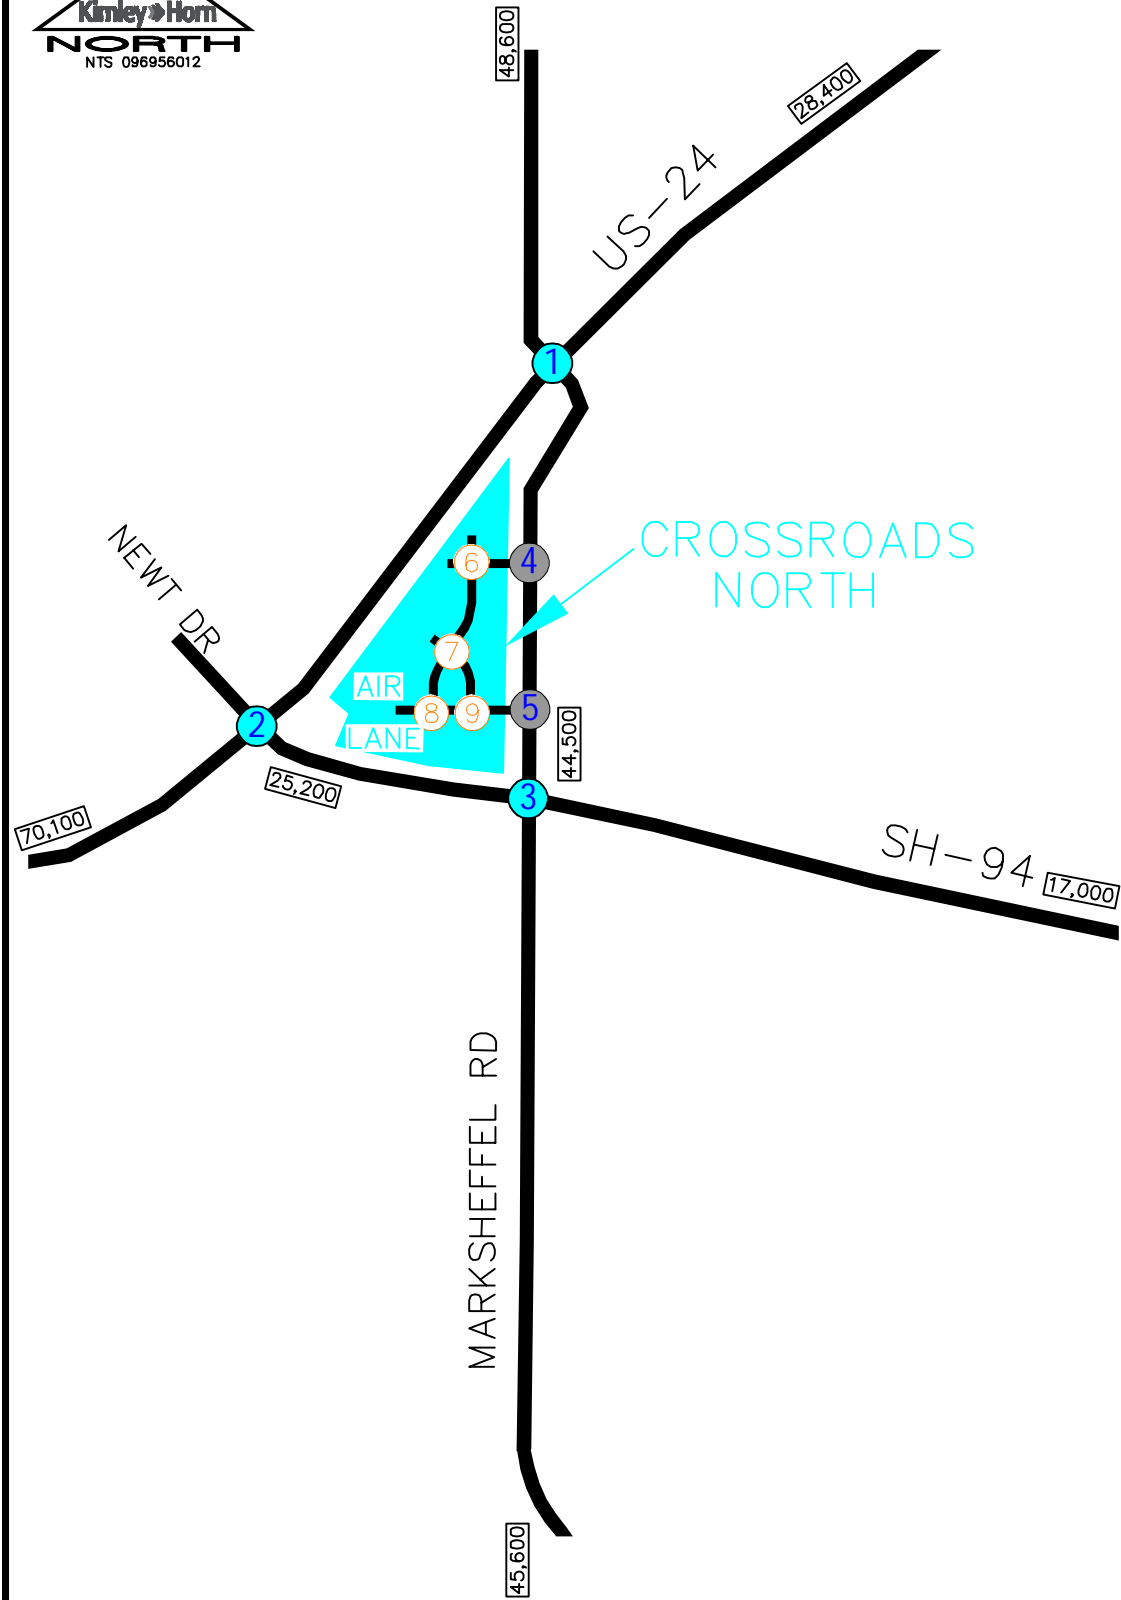 Kimley»Horn
NORTH
NTS 096956012
48,600
28,400
US-24
1
CROSSROADS
NORTH
NEWT DR
6
4
7
AIR
LANE
8
9
5
2
44,500
25,200
3
70,100
SH-94
17,000
MARKSHEFFEL RD
45,600